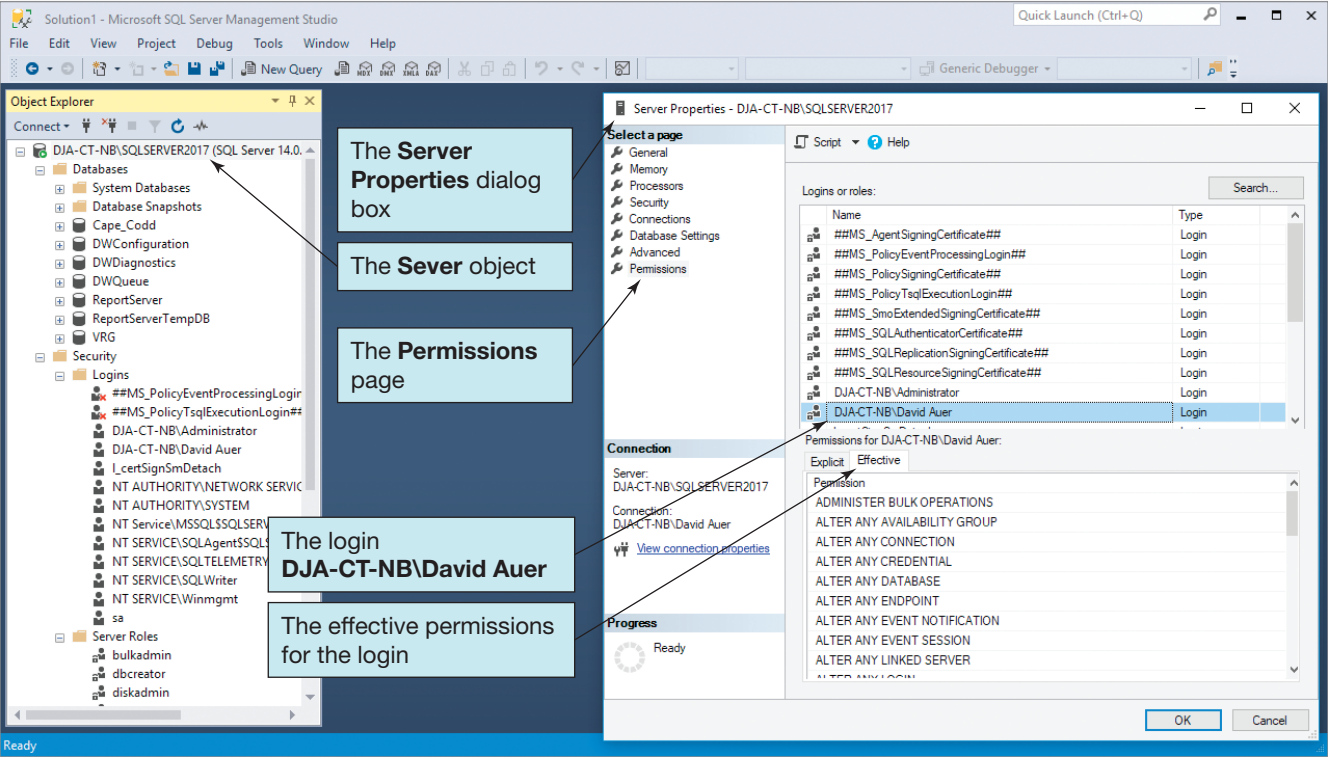 Solution1 - Microsoft SQL Server Management Studio
Quick Launch (Ctrl+Q)
File Edit View Project Debug Tools Window Help
New Query
MDX DMX XMLA DAX
Generic Debugger
Object Explorer
Connect
DJA-CT-NB\SQLSERVER2017 (SQL Server 14.0.
Databases
System Databases
Database Snapshots
Cape_Codd
DWConfiguration
DWDiagnostics
DWQueue
ReportServer
ReportServerTempDB
VRG
Security
Logins
##MS_PolicyEventProcessingLogin
##MS_PolicyTsqlExecutionLogin##
DJA-CT-NB\Administrator
DJA-CT-NB\David Auer
l_certSignSmDetach
NT AUTHORITY\NETWORK SERVIC
NT AUTHORITY\SYSTEM
NT Service\MSSQL$SQLSERV
NT SERVICE\SQLAgent$SQLS
NT SERVICE\SQLTELEMETRY
NT SERVICE\SQLWriter
NT SERVICE\Winmgmt
sa
Server Roles
bulkadmin
dbcreator
diskadmin
The Server
Properties dialog
box
The Sever object
The Permissions
page
The login
DJA-CT-NB\David Auer
The effective permissions
for the login
Server Properties - DJA-CT-NB\SQLSERVER2017
Select a page
General
Memory
Processors
Security
Connections
Database Settings
Advanced
Permissions
Connection
Server:
DJA-CT-NB\SQLSERVER2017
Connection:
DJA-CT-NB\David Auer
View connection properties
Progress
Ready
Script Help
Logins or roles:
Search...
Name Type
##MS_AgentSigningCertificate## Login
##MS_PolicyEventProcessingLogin## Login
##MS_PolicySigningCertificate## Login
##MS_PolicyTsqlExecutionLogin## Login
##MS_SmoExtendedSigningCertificate## Login
##MS_SQLAuthenticatorCertificate## Login
##MS_SQLReplicationSigningCertificate## Login
##MS_SQLResourceSigningCertificate## Login
DJA-CT-NB\Administrator Login
DJA-CT-NB\David Auer Login
Permissions for DJA-CT-NB\David Auer:
Explicit Effective
Permission
ADMINISTER BULK OPERATIONS
ALTER ANY AVAILABILITY GROUP
ALTER ANY CONNECTION
ALTER ANY CREDENTIAL
ALTER ANY DATABASE
ALTER ANY ENDPOINT
ALTER ANY EVENT NOTIFICATION
ALTER ANY EVENT SESSION
ALTER ANY LINKED SERVER
ALTER ANY LOGIN
OK Cancel
Ready